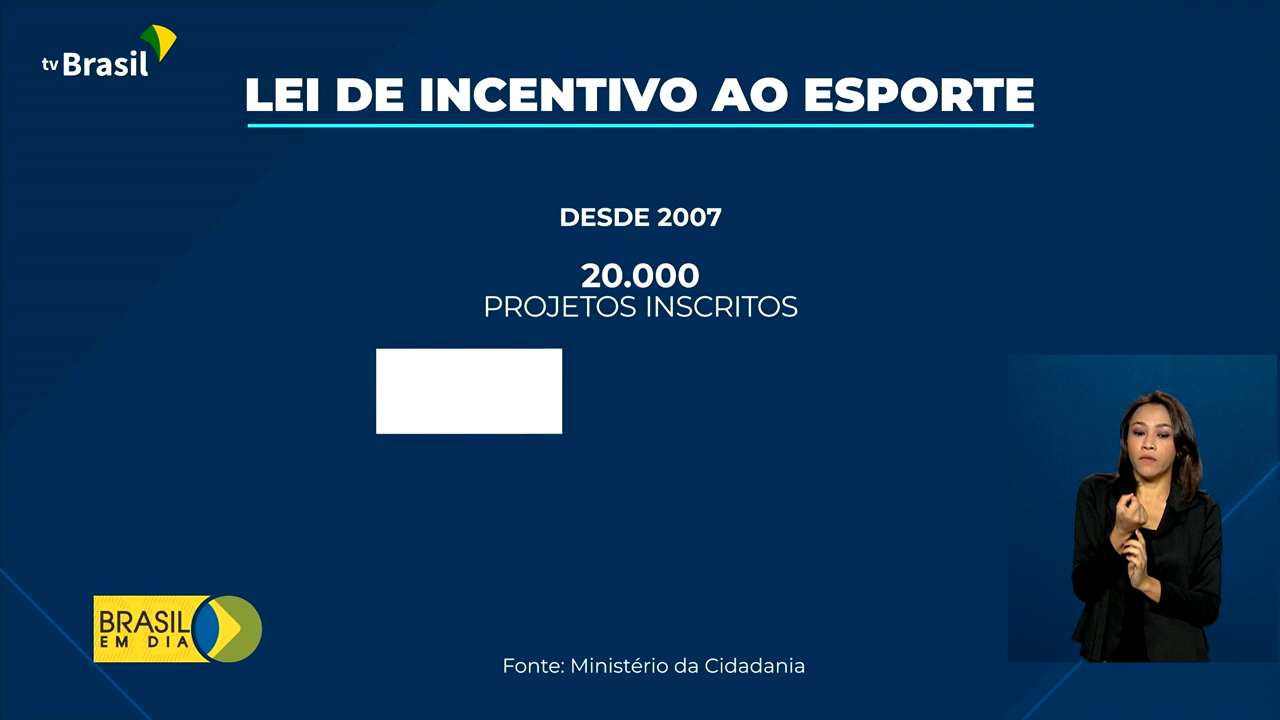 tv Brasil
LEI DE INCENTIVO AO ESPORTE
DESDE 2007
20.000
PROJETOS INSCRITOS
BRASIL
EM DIA
Fonte: Ministério da Cidadania